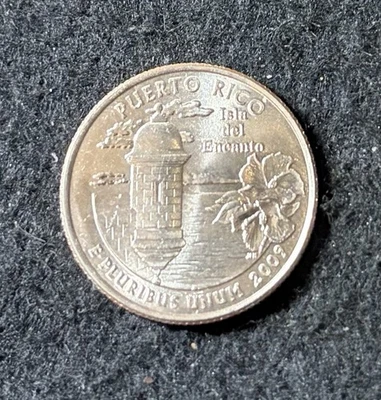 PUERTO RICO
Isla
del
Encanto
E PLURIBUS UNUM 2009